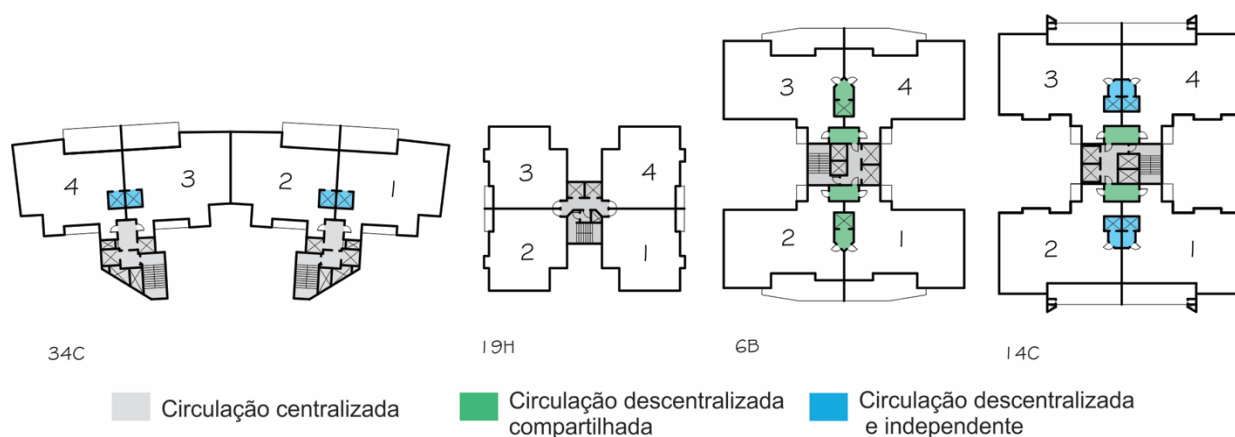 4
3
2
1
34C
3
4
2
1
19H
3
4
2
1
6B
3
4
2
1
14C
Circulação centralizada
Circulação descentralizada
compartilhada
Circulação descentralizada
e independente